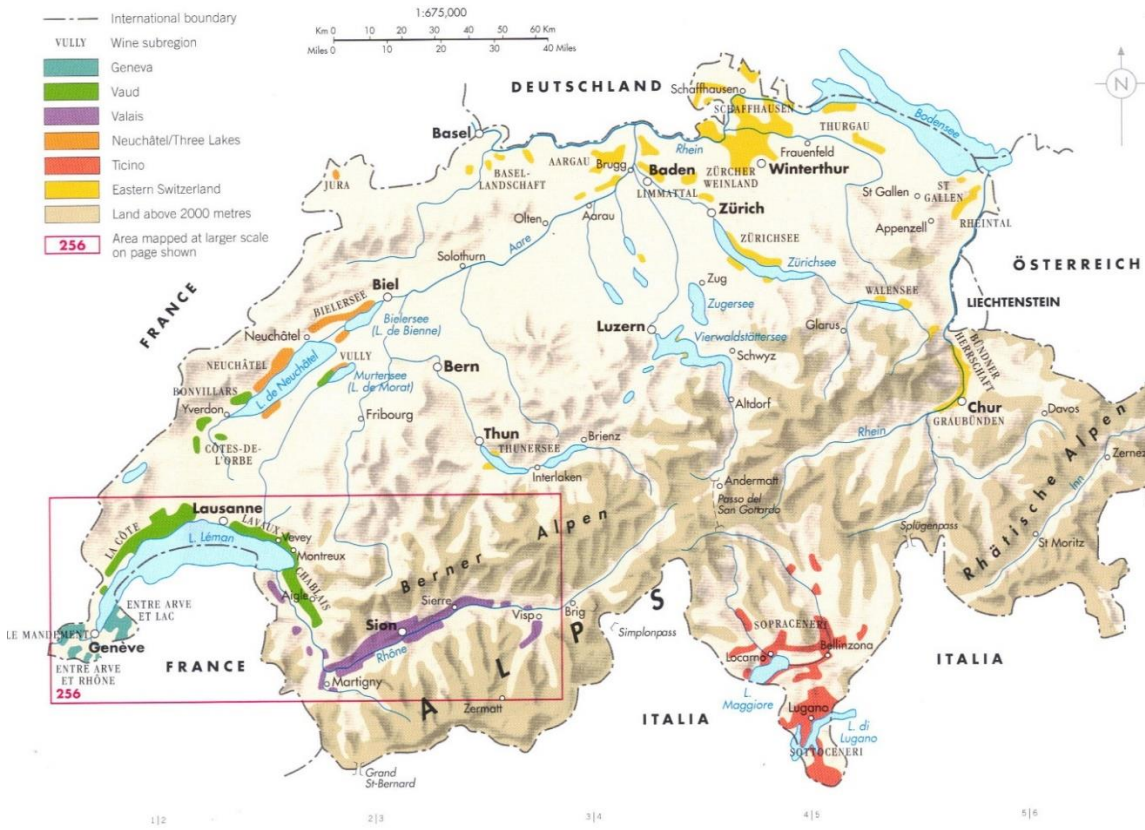 International boundary
VULLY Wine subregion
Geneva
Vaud
Valais
Neuchâtel/Three Lakes
Ticino
Eastern Switzerland
Land above 2000 metres
256 Area mapped at larger scale
on page shown
1:675,000
Km 0 10 20 30 40 50 60 Km
Miles 0 10 20 30 40 Miles
N
DEUTSCHLAND
Schaffhausen
SCHAFFHAUSEN
Bodensee
Basel
Rhein
THURGAU
Frauenfeld
AARGAU
Brugg
Baden
Winterthur
BASEL-
LANDSCHAFT
ZÜRCHER
WEINLAND
LIMMATTAL
JURA
St Gallen
ST
GALLEN
Olten
Aarau
Zürich
RHEINTAL
Appenzell
Solothurn
Aare
ZÜRICHSEE
Zürichsee
ÖSTERREICH
Biel
Zug
Zugersee
WALENSEE
LIECHTENSTEIN
FRANCE
BIELERSEE
Bielersee
(L. de Bienne)
Neuchâtel
Luzern
Vierwaldstättersee
Glarus
Schwyz
BÜNDNER
HERRSCHAFT
NEUCHÂTEL
VULLY
Murtensee
(L. de Morat)
Bern
BONVILLARS
L. de Neuchâtel
Yverdon
Fribourg
Altdorf
Chur
GRAUBÜNDEN
Davos
CÔTES-DE-
L'ORBE
Thun
THUNERSEE
Brienz
Interlaken
Rhein
Zernez
Inn
Andermatt
Passo del
San Gottardo
Splügenpass
Rhätische Alpen
St Moritz
Lausanne
LA CÔTE
LAVAUX
L. Léman
Vevey
Montreux
CHABLAIS
Berner Alpen
Aigle
Sierre
Sion
Rhône
Visp
Brig
Simplonpass
ENTRE ARVE
ET LAC
LE MANDEMENT
Genève
ENTRE ARVE
ET RHÔNE
256
FRANCE
Martigny
ALPS
Zermatt
Grand
St-Bernard
SOPRACENERI
Locarno
Bellinzona
ITALIA
L.
Maggiore
ITALIA
Lugano
L. di
Lugano
SOTTOCENERI
1|2 2|3 3|4 4|5 5|6